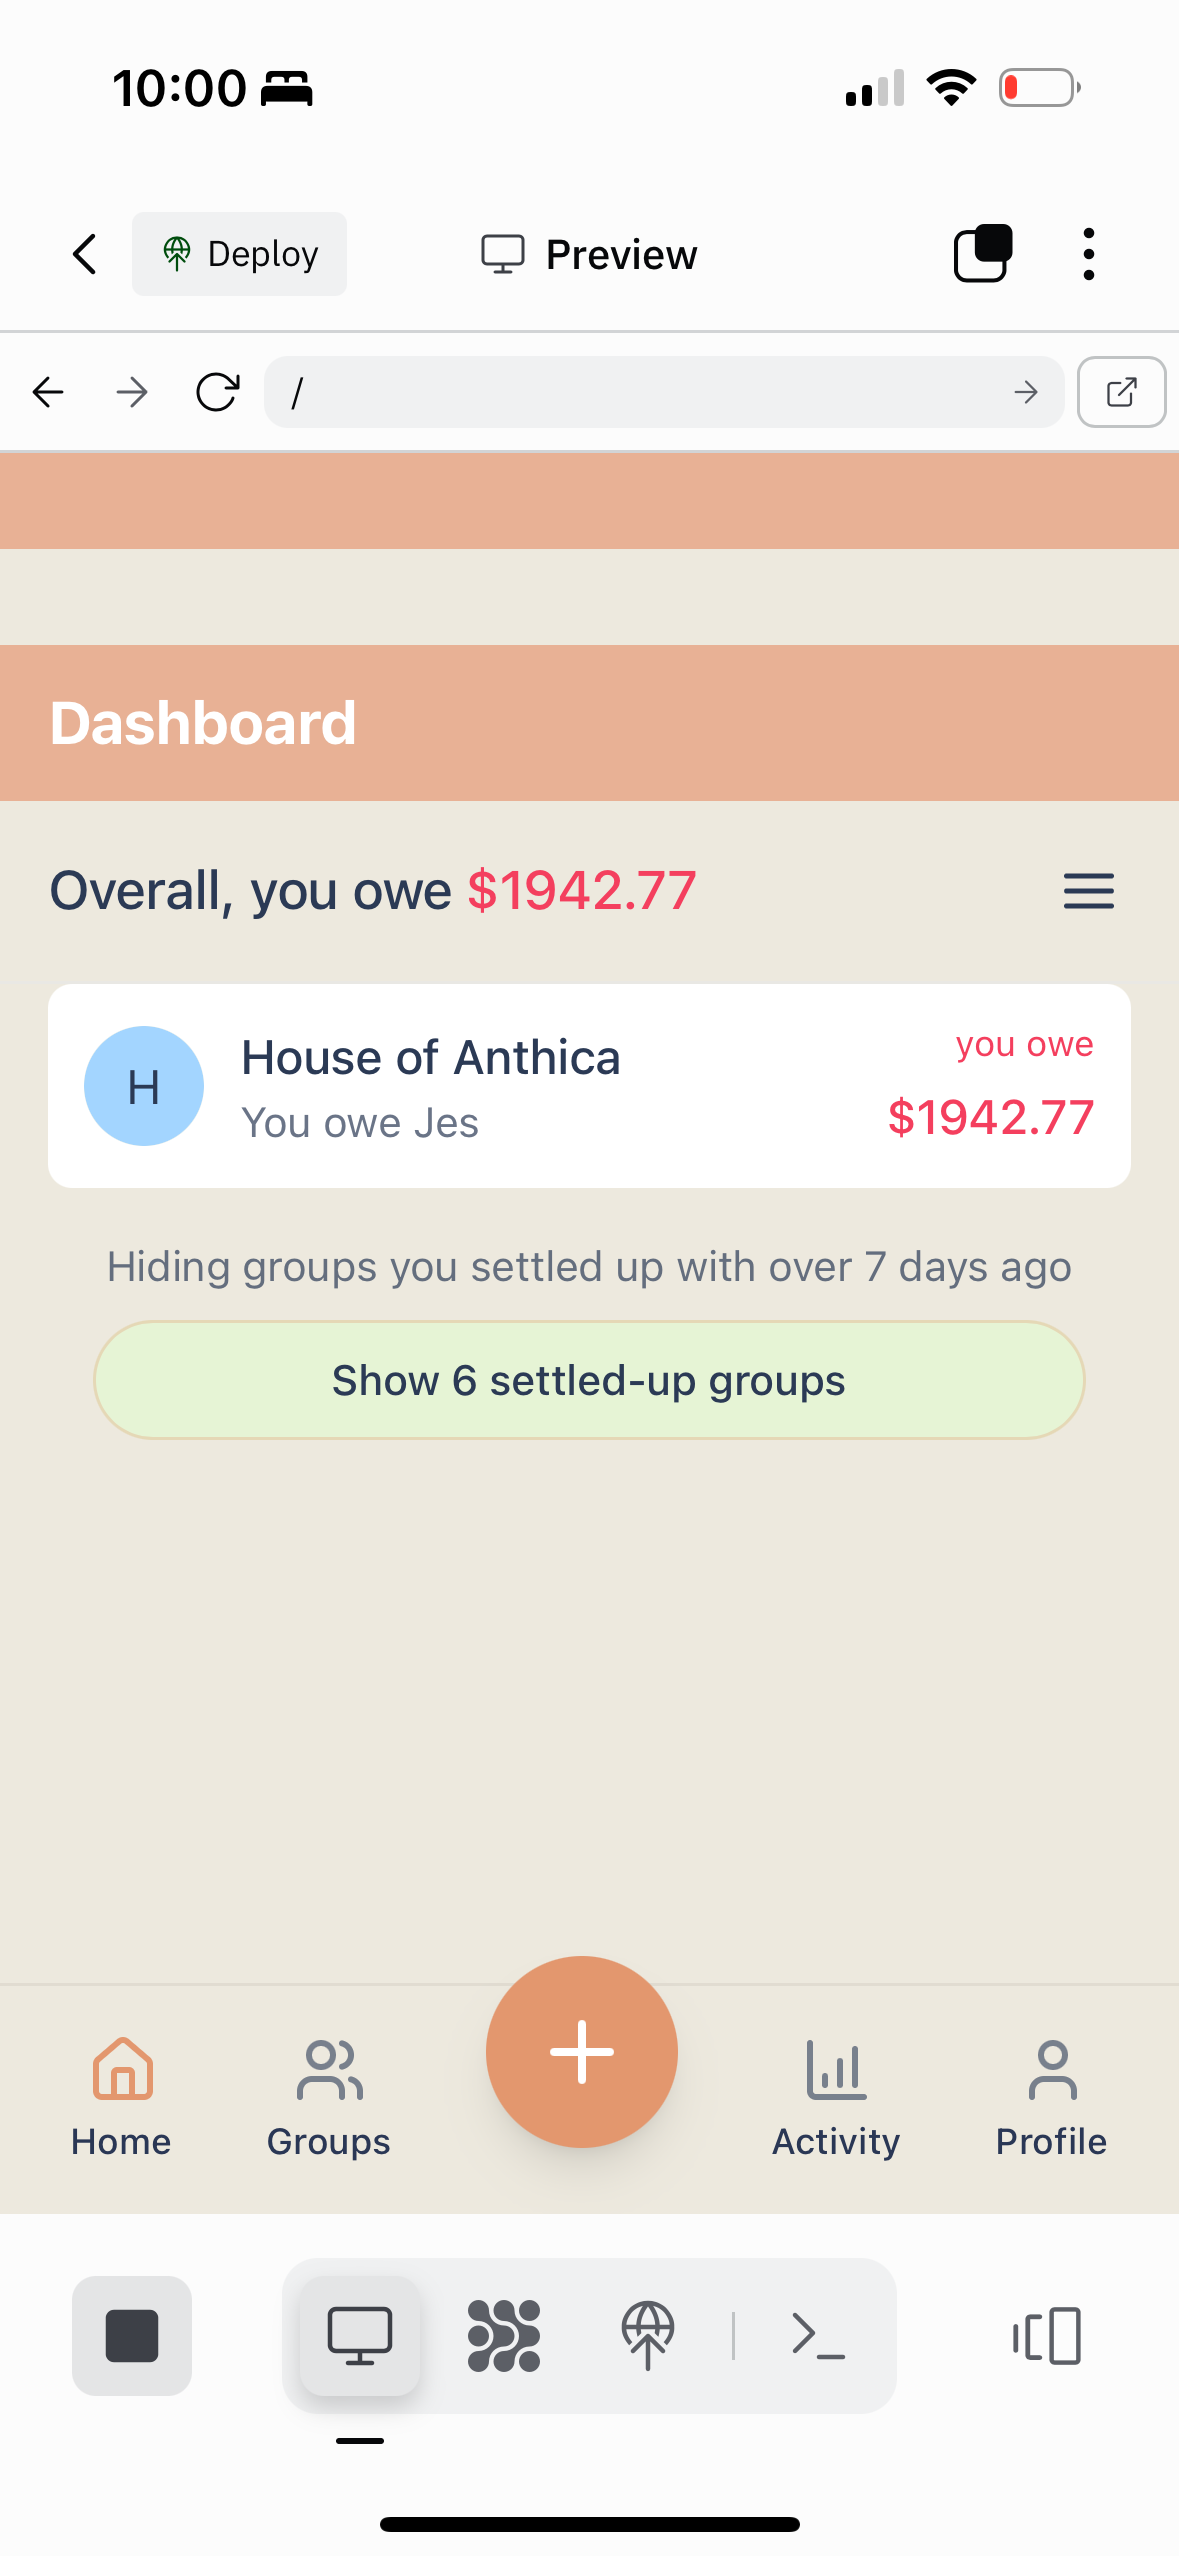 10:00
Deploy
Preview
/
Dashboard
Overall, you owe $1942.77
H
House of Anthica
You owe Jes
you owe
$1942.77
Hiding groups you settled up with over 7 days ago
Show 6 settled-up groups
Home
Groups
Activity
Profile